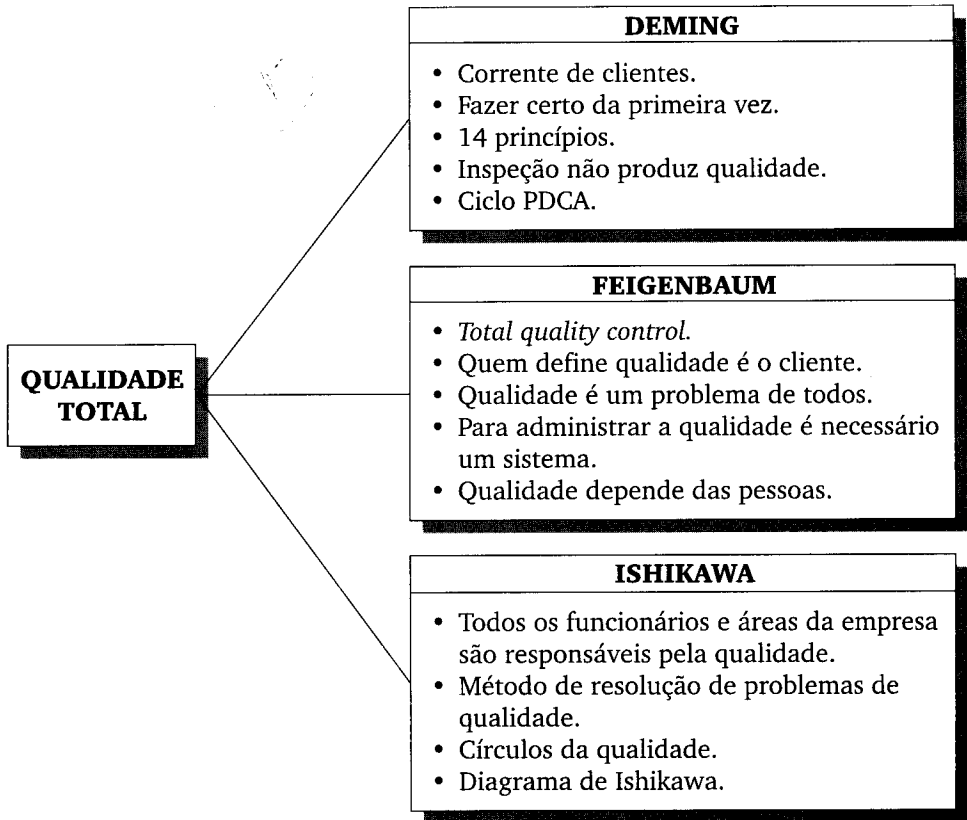 DEMING
• Corrente de clientes.
• Fazer certo da primeira vez.
• 14 princípios.
• Inspeção não produz qualidade.
• Ciclo PDCA.
FEIGENBAUM
• Total quality control.
• Quem define qualidade é o cliente.
• Qualidade é um problema de todos.
• Para administrar a qualidade é necessário
um sistema.
• Qualidade depende das pessoas.
QUALIDADE
TOTAL
ISHIKAWA
• Todos os funcionários e áreas da empresa
são responsáveis pela qualidade.
• Método de resolução de problemas de
qualidade.
• Círculos da qualidade.
• Diagrama de Ishikawa.